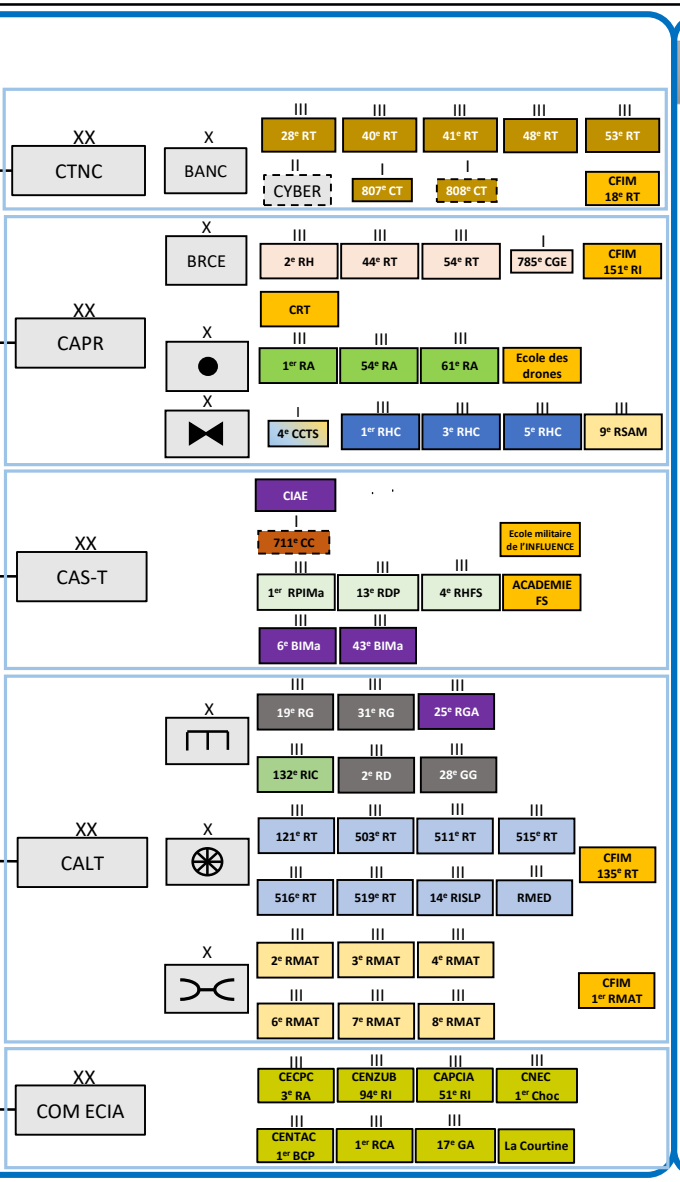 III III III III III
XX X
28e RT 40e RT 41e RT 48e RT 53e RT
CTNC BANC
II I I
CYBER 807e CT 808e CT
CFIM
18e RT
X III III III I
BRCE 2e RH 44e RT 54e RT 785e CGE
CFIM
151e RI
CRT
XX
CAPR
X III III III
1er RA 54e RA 61e RA
Ecole des
drones
X I III III III III
4e CCTS 1er RHC 3e RHC 5e RHC 9e RSAM
CIAE
I
711e CC
Ecole militaire
de l'INFLUENCE
XX
CAS-T
III III III
1er RPIMa 13e RDP 4e RHFS
ACADEMIE
FS
III III
6e BIMa 43e BIMa
III III III
X
19e RG 31e RG 25e RGA
III III III
132e RIC 2e RD 28e GG
XX X III III III III
CALT
121e RT 503e RT 511e RT 515e RT
CFIM
135e RT
III III III III
516e RT 519e RT 14e RISLP RMED
X III III III
2e RMAT 3e RMAT 4e RMAT
CFIM
1er RMAT
III III III
6e RMAT 7e RMAT 8e RMAT
XX
COM ECIA
III III III III
CECPC CENZUB CAPCIA CNEC
3e RA 94e RI 51e RI 1er Choc
III III III
CENTAC
1er BCP 1er RCA 17e GA La Courtine